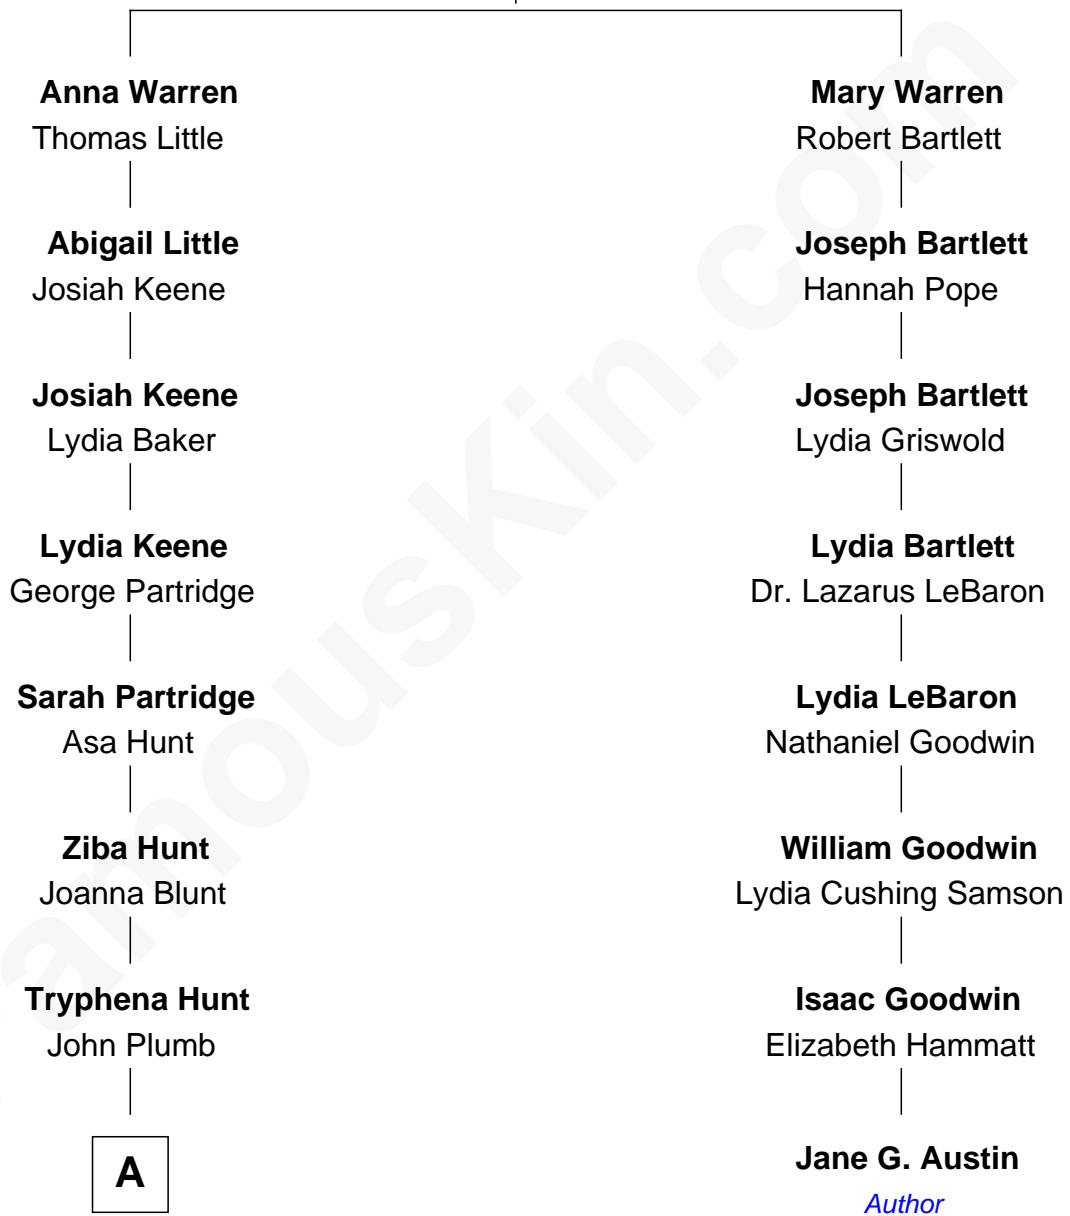 Anna Warren
Thomas Little
Abigail Little
Josiah Keene
Josiah Keene
Lydia Baker
Lydia Keene
George Partridge
Sarah Partridge
Asa Hunt
Ziba Hunt
Joanna Blunt
Tryphena Hunt
John Plumb
A
Mary Warren
Robert Bartlett
Joseph Bartlett
Hannah Pope
Joseph Bartlett
Lydia Griswold
Lydia Bartlett
Dr. Lazarus LeBaron
Lydia LeBaron
Nathaniel Goodwin
William Goodwin
Lydia Cushing Samson
Isaac Goodwin
Elizabeth Hammatt
Jane G. Austin
Author
amouskin.com